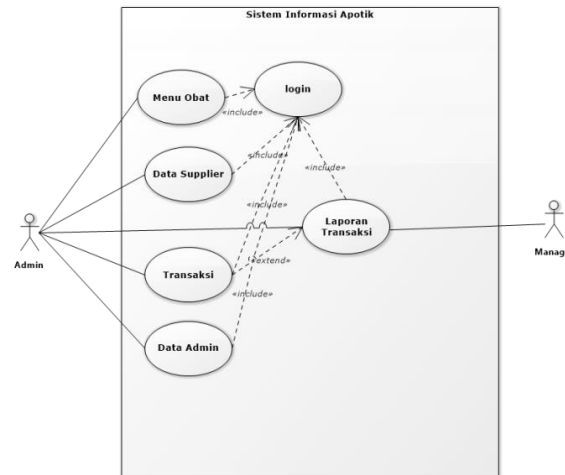 Sistem Informasi Apotik
Menu Obat
login
«include»
Data Supplier
«include»
«include»
«include»
Laporan
Transaksi
Admin
Manag
Transaksi
«extend»
«include»
Data Admin